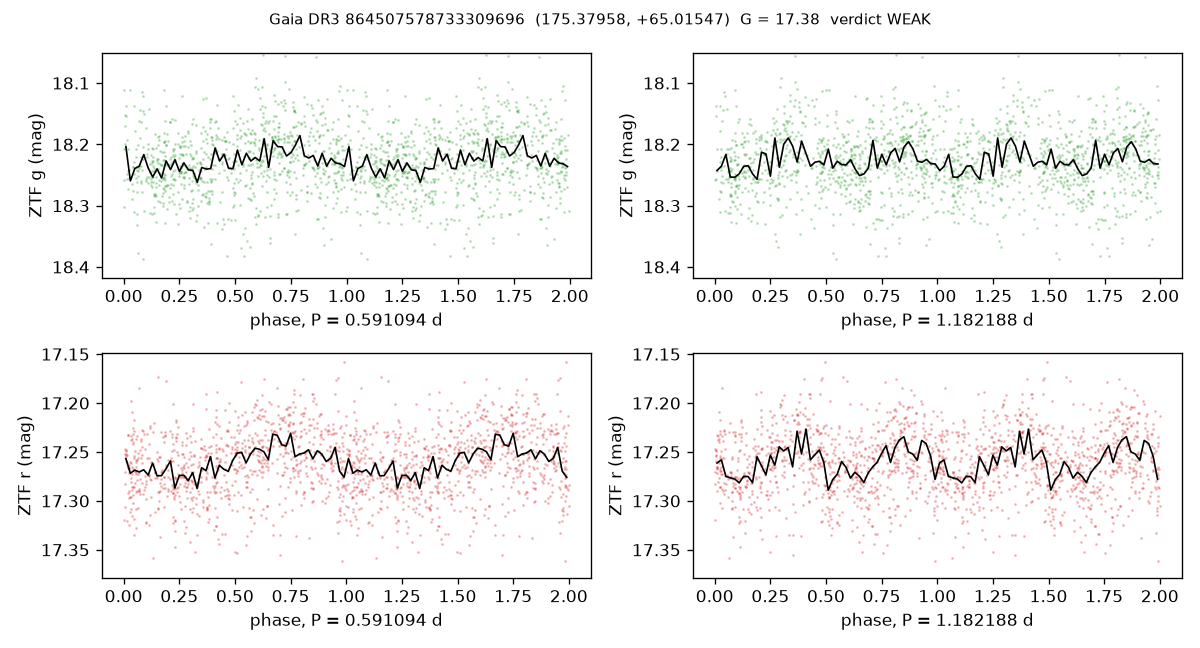 Gaia DR3 864507578733309696  (175.37958, +65.01547)  G = 17.38  verdict WEAK
ZTF g (mag)
18.1
18.2
18.3
18.4
0.00 0.25 0.50 0.75 1.00 1.25 1.50 1.75 2.00
phase, P = 0.591094 d
ZTF g (mag)
18.1
18.2
18.3
18.4
0.00 0.25 0.50 0.75 1.00 1.25 1.50 1.75 2.00
phase, P = 1.182188 d
ZTF r (mag)
17.15
17.20
17.25
17.30
17.35
0.00 0.25 0.50 0.75 1.00 1.25 1.50 1.75 2.00
phase, P = 0.591094 d
ZTF r (mag)
17.15
17.20
17.25
17.30
17.35
0.00 0.25 0.50 0.75 1.00 1.25 1.50 1.75 2.00
phase, P = 1.182188 d